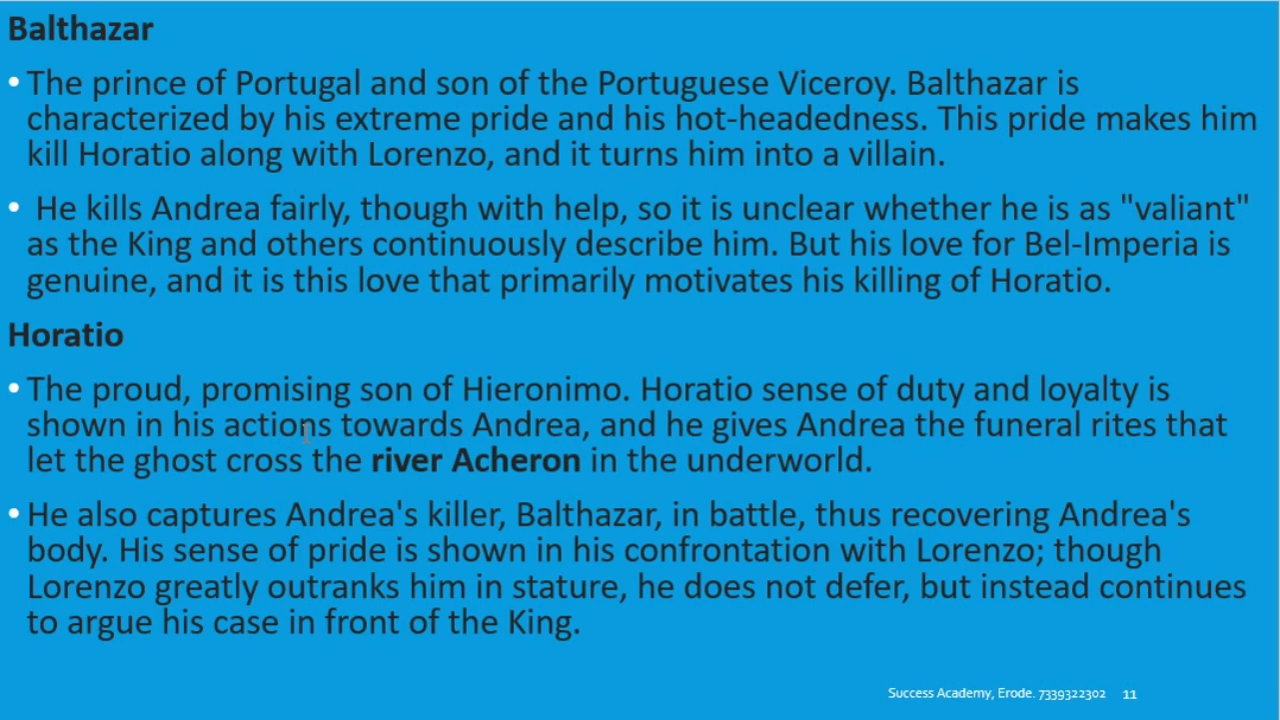 Balthazar
• The prince of Portugal and son of the Portuguese Viceroy. Balthazar is
characterized by his extreme pride and his hot-headedness. This pride makes him
kill Horatio along with Lorenzo, and it turns him into a villain.
• He kills Andrea fairly, though with help, so it is unclear whether he is as "valiant"
as the King and others continuously describe him. But his love for Bel-Imperia is
genuine, and it is this love that primarily motivates his killing of Horatio.
Horatio
• The proud, promising son of Hieronimo. Horatio sense of duty and loyalty is
shown in his actions towards Andrea, and he gives Andrea the funeral rites that
let the ghost cross the river Acheron in the underworld.
• He also captures Andrea's killer, Balthazar, in battle, thus recovering Andrea's
body. His sense of pride is shown in his confrontation with Lorenzo; though
Lorenzo greatly outranks him in stature, he does not defer, but instead continues
to argue his case in front of the King.
Success Academy, Erode. 7339322302 11